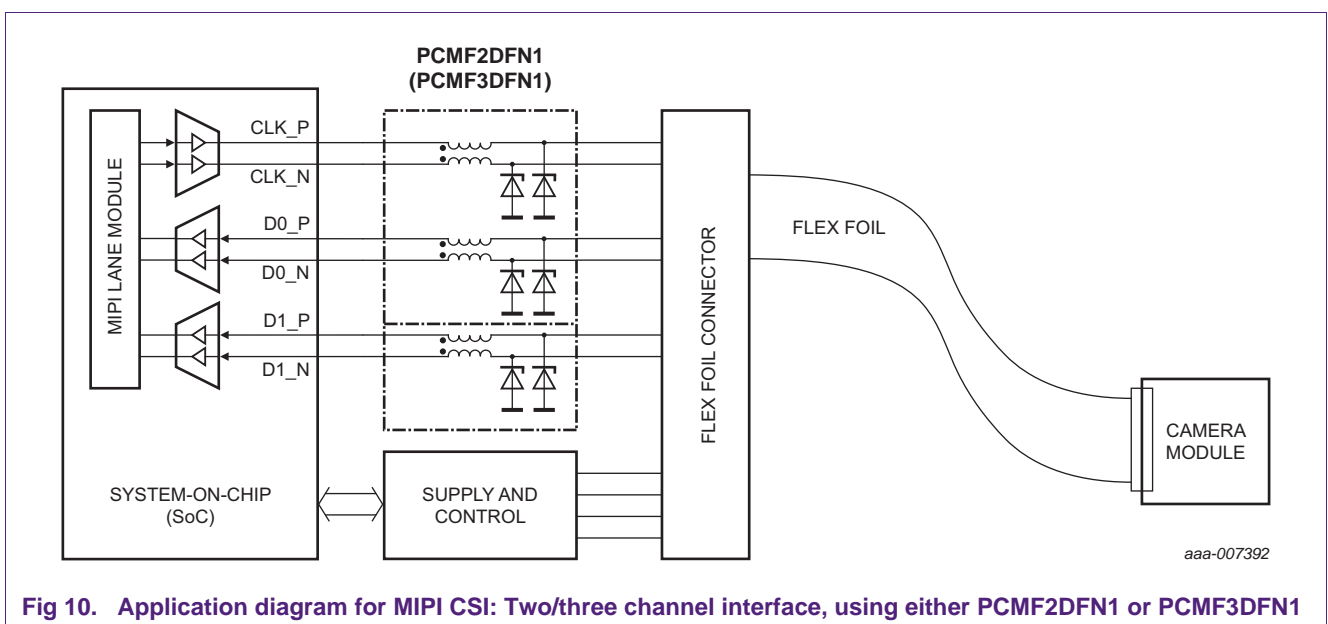 PCMF2DFN1
(PCMF3DFN1)
MIPI LANE MODULE
CLK_P
CLK_N
D0_P
D0_N
D1_P
D1_N
FLEX FOIL CONNECTOR
FLEX FOIL
CAMERA
MODULE
SYSTEM-ON-CHIP
(SoC)
SUPPLY AND
CONTROL
aaa-007392
Fig 10. Application diagram for MIPI CSI: Two/three channel interface, using either PCMF2DFN1 or PCMF3DFN1